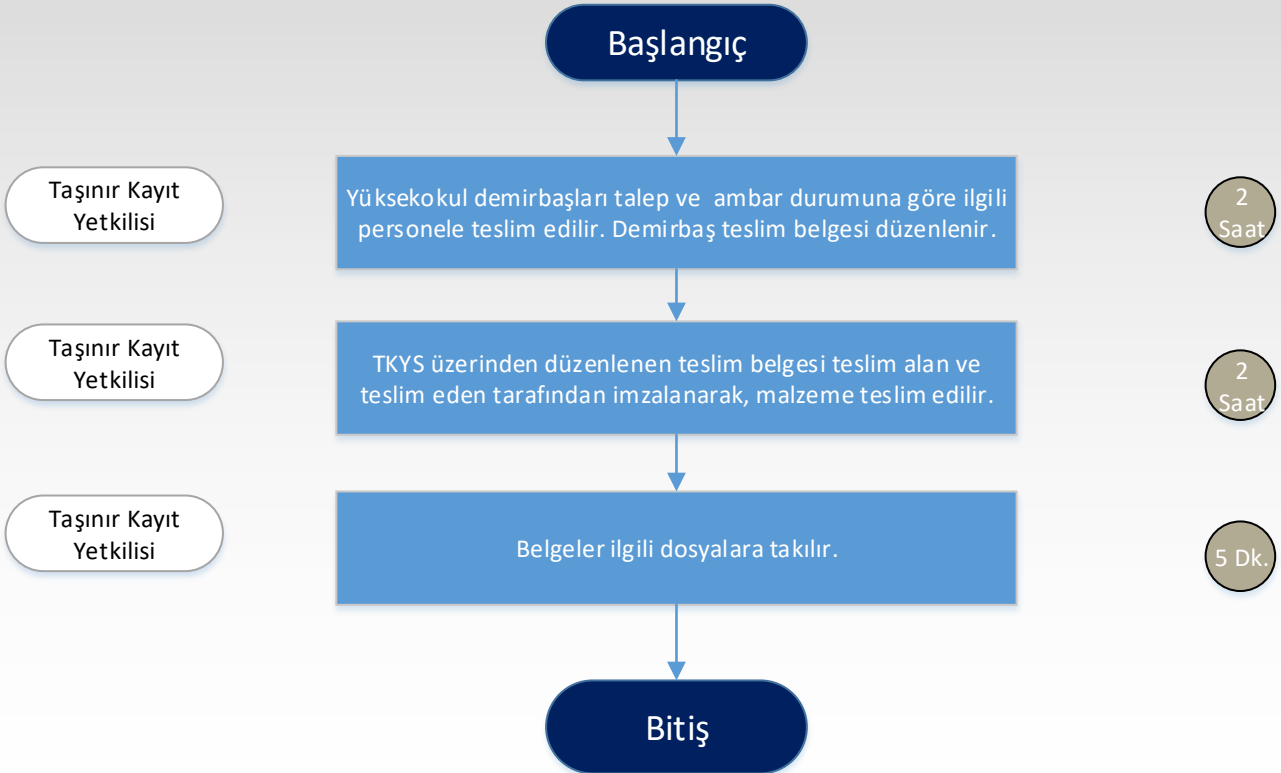 Başlangıç
Taşınır Kayıt
Yetkilisi
Yüksekokul demirbaşları talep ve ambar durumuna göre ilgili
personele teslim edilir. Demirbaş teslim belgesi düzenlenir.
2
Saat
Taşınır Kayıt
Yetkilisi
TKYS üzerinden düzenlenen teslim belgesi teslim alan ve
teslim eden tarafından imzalanarak, malzeme teslim edilir.
2
Saat
Taşınır Kayıt
Yetkilisi
Belgeler ilgili dosyalara takılır.
5 Dk.
Bitiş